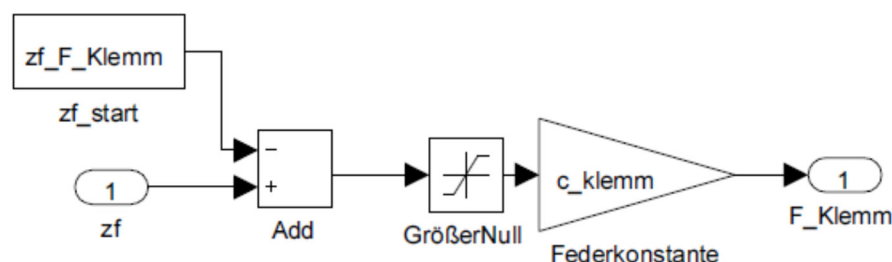 zf_F_Klemm
zf_start
−
1
+
zf
Add
GrößerNull
c_klemm
Federkonstante
1
F_Klemm